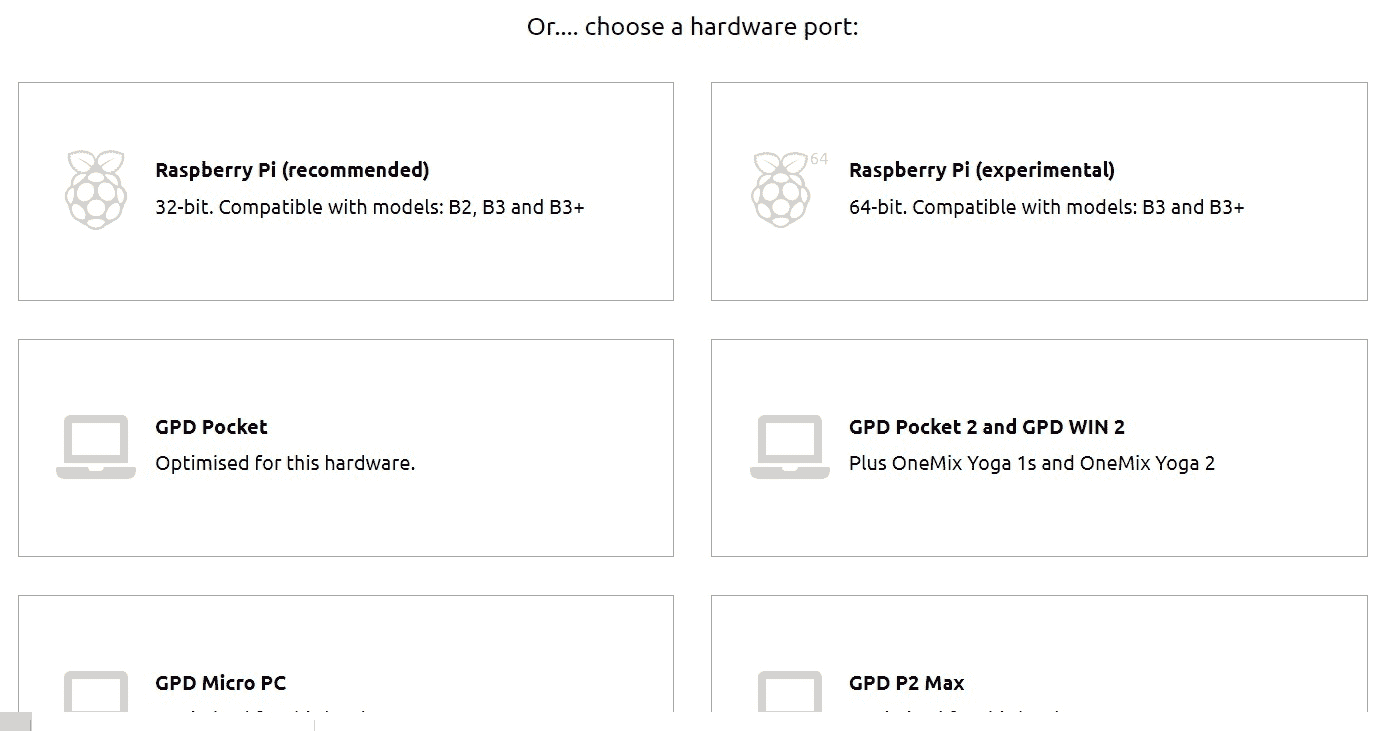 Or.... choose a hardware port:
Raspberry Pi (recommended)
32-bit. Compatible with models: B2, B3 and B3+
64
Raspberry Pi (experimental)
64-bit. Compatible with models: B3 and B3+
GPD Pocket
Optimised for this hardware.
GPD Pocket 2 and GPD WIN 2
Plus OneMix Yoga 1s and OneMix Yoga 2
GPD Micro PC
GPD P2 Max